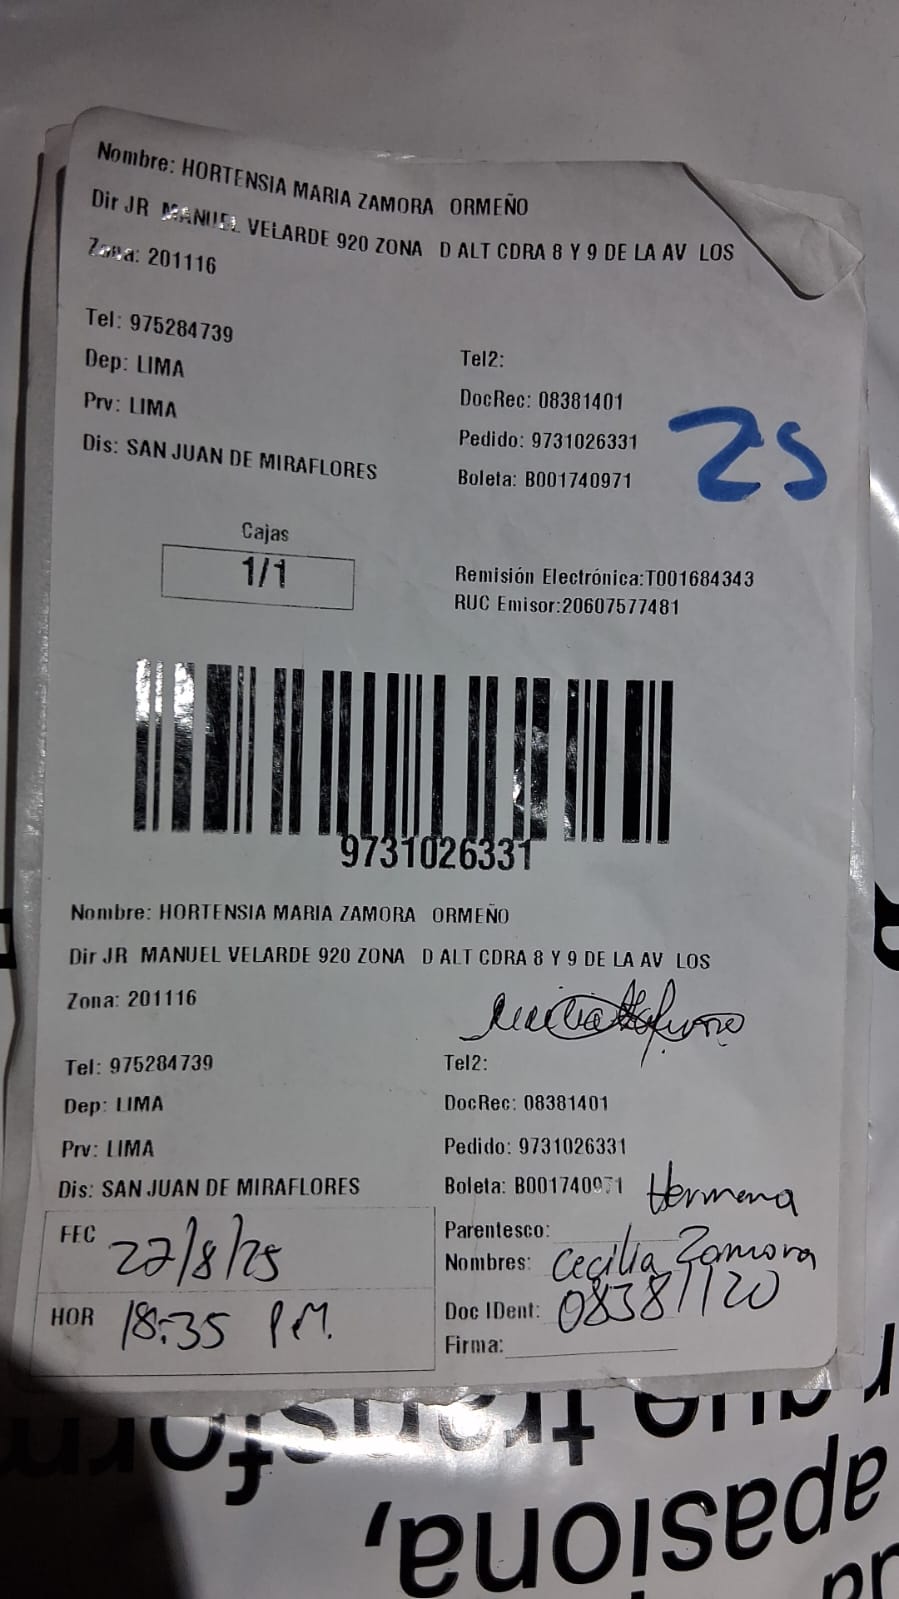 Nombre: HORTENSIA MARIA ZAMORA ORMEÑO
Dir JR MANUEL VELARDE 920 ZONA D ALT CDRA 8 Y 9 DE LA AV LOS
Zona: 201116
Tel: 975284739
Tel2:
Dep: LIMA
DocRec: 08381401
Prv: LIMA
Pedido: 9731026331
Dis: SAN JUAN DE MIRAFLORES
Boleta: B001740971
25
Cajas
1/1
Remisión Electrónica:T001684343
RUC Emisor:20607577481
9731026331
Nombre: HORTENSIA MARIA ZAMORA ORMEÑO
Dir JR MANUEL VELARDE 920 ZONA D ALT CDRA 8 Y 9 DE LA AV LOS
Zona: 201116
Tel: 975284739
Tel2:
Dep: LIMA
DocRec: 08381401
Prv: LIMA
Pedido: 9731026331
Dis: SAN JUAN DE MIRAFLORES
Boleta: B001740971
FEC 22/8/25
Parentesco: Hermana
Nombres: Cecilia Zamora
HOR 18:35 P.M.
Doc IDent: 08381120
Firma:
apasiona,